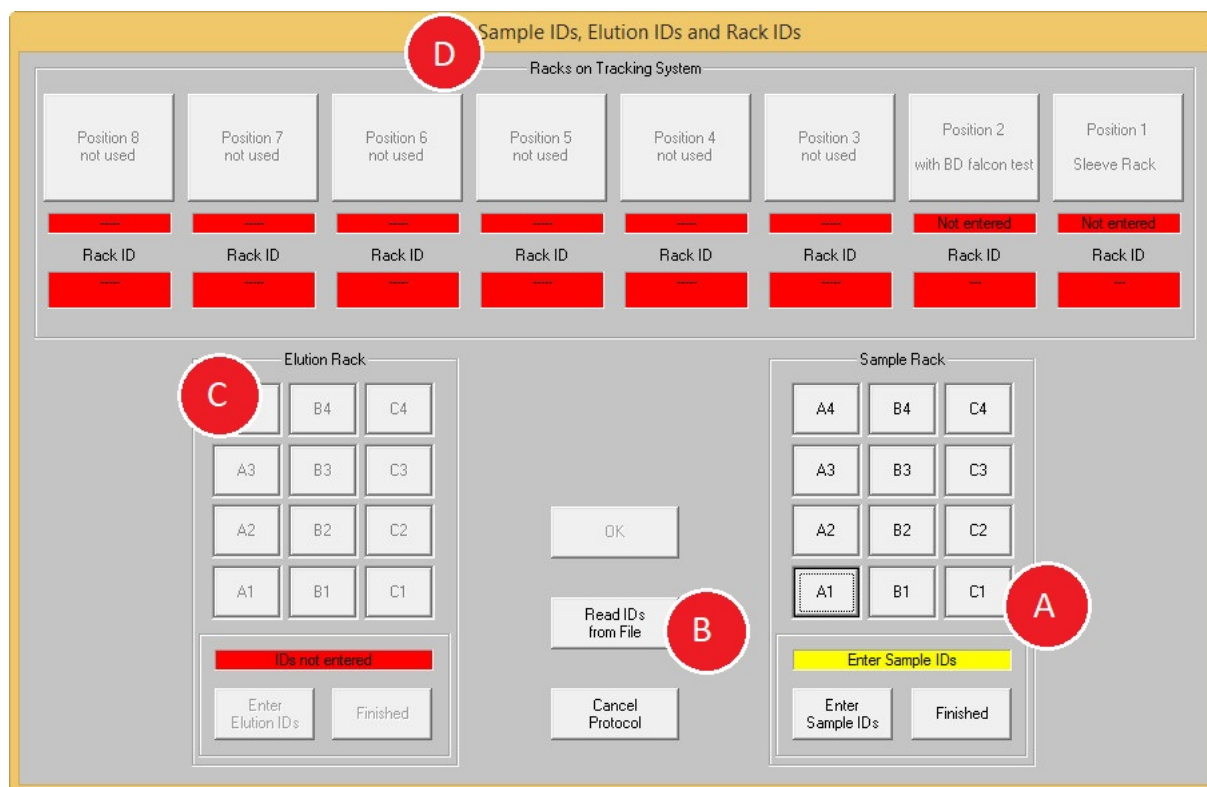 Sample IDs, Elution IDs and Rack IDs
D
Racks on Tracking System
Position 8
not used
Position 7
not used
Position 6
not used
Position 5
not used
Position 4
not used
Position 3
not used
Position 2
with BD falcon test
Position 1
Sleeve Rack
----- ----- ----- ----- ----- ----- Not entered Not entered
Rack ID Rack ID Rack ID Rack ID Rack ID Rack ID Rack ID Rack ID
----- ----- ----- ----- ----- ----- --- ---
Elution Rack
C B4 C4
A3 B3 C3
A2 B2 C2
A1 B1 C1
IDs not entered
Enter
Elution IDs
Finished
OK
Read IDs
from File
B
Cancel
Protocol
Sample Rack
A4 B4 C4
A3 B3 C3
A2 B2 C2
A1 B1 C1
A
Enter Sample IDs
Enter
Sample IDs
Finished